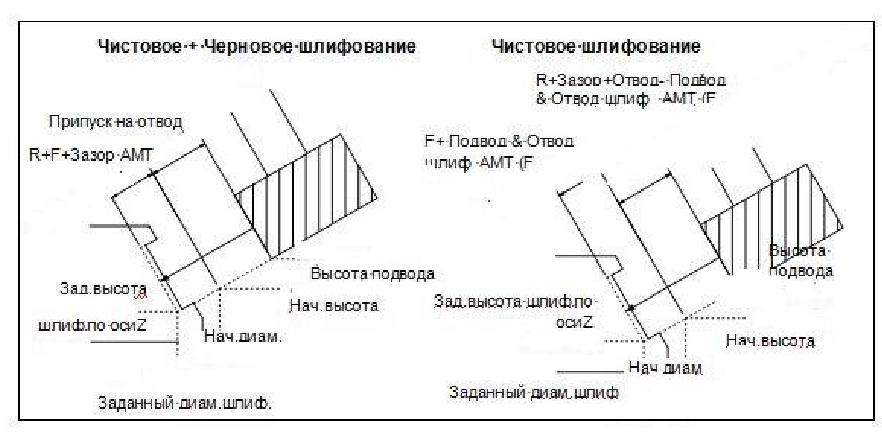 Чистовое + Черновое шлифование
Припуск на отвод
R+F+Зазор АМТ
Зад.высота
шлиф.по осиZ
Высота подвода
Нач.высота
Нач.диам.
Заданный диам.шлиф.
Чистовое шлифование
R+Зазор+Отвод- Подвод
& Отвод шлиф АМТ (F
F+ Подвод & Отвод
шлиф АМТ (F
Высота
подвода
Зад.высота шлиф.по
осиZ
Нач.высота
Нач.диам
Заданный диам.шлиф